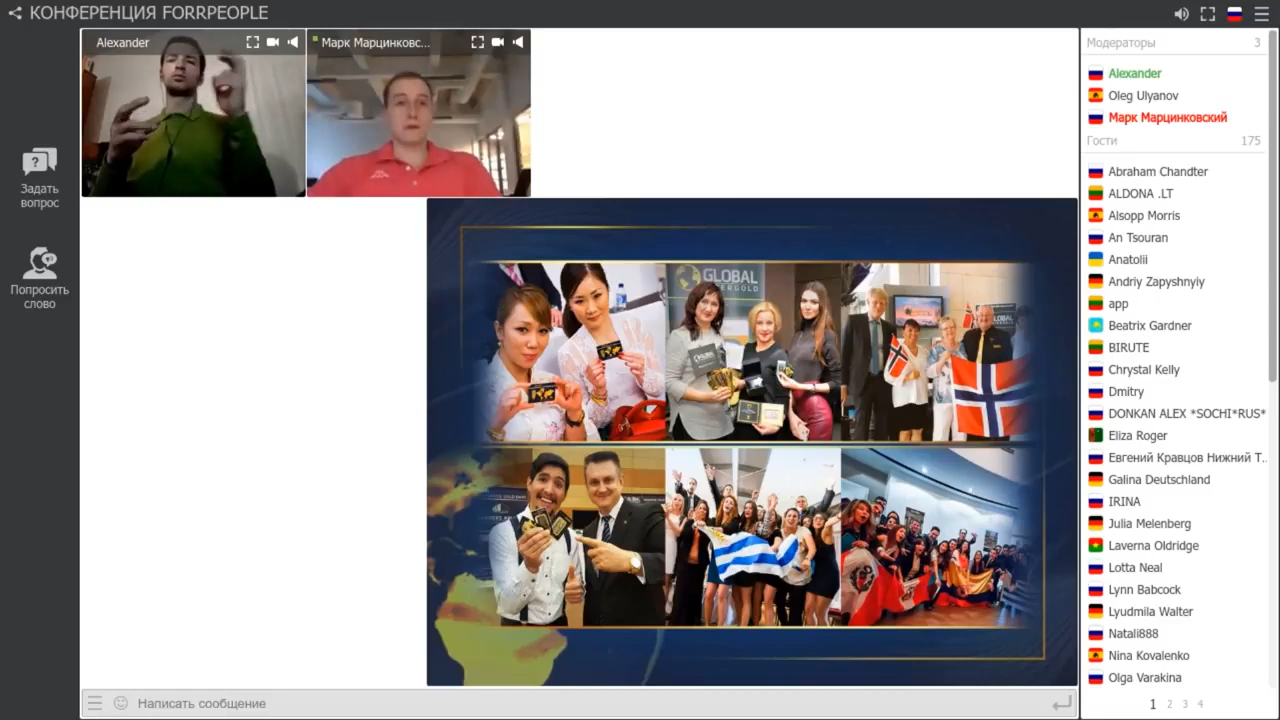 КОНФЕРЕНЦИЯ FORRPEOPLE
Alexander
Марк Марцинковс...
Задать
вопрос
Попросить
слово
GLOBAL
Написать сообщение
Модераторы 3
Alexander
Oleg Ulyanov
Марк Марцинковский
Гости 175
Abraham Chandter
ALDONA .LT
Alsopp Morris
An Tsouran
Anatolii
Andriy Zapyshnyiy
app
Beatrix Gardner
BIRUTE
Chrystal Kelly
Dmitry
DONKAN ALEX *SOCHI*RUS*
Eliza Roger
Евгений Кравцов Нижний Т...
Galina Deutschland
IRINA
Julia Melenberg
Laverna Oldridge
Lotta Neal
Lynn Babcock
Lyudmila Walter
Natali888
Nina Kovalenko
Olga Varakina
1 2 3 4